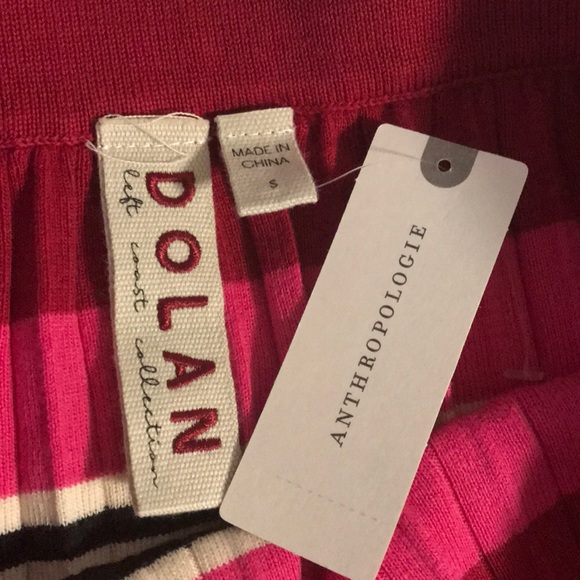 DOLAN
left coast collection
MADE IN
CHINA
S
ANTHROPOLOGIE